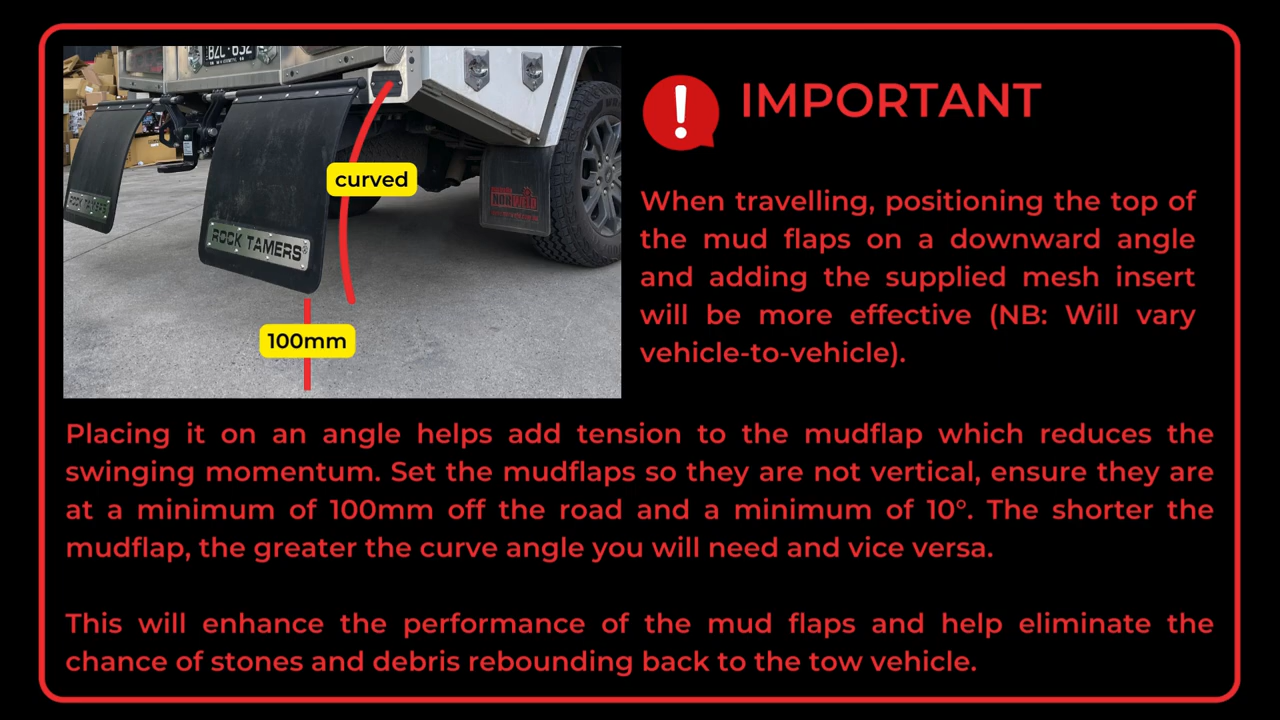 IMPORTANT
When travelling, positioning the top of
the mud flaps on a downward angle
and adding the supplied mesh insert
will be more effective (NB: Will vary
vehicle-to-vehicle).
curved
ROCK TAMERS
ROCK TAMERS
100mm
Placing it on an angle helps add tension to the mudflap which reduces the
swinging momentum. Set the mudflaps so they are not vertical, ensure they are
at a minimum of 100mm off the road and a minimum of 10°. The shorter the
mudflap, the greater the curve angle you will need and vice versa.
This will enhance the performance of the mud flaps and help eliminate the
chance of stones and debris rebounding back to the tow vehicle.